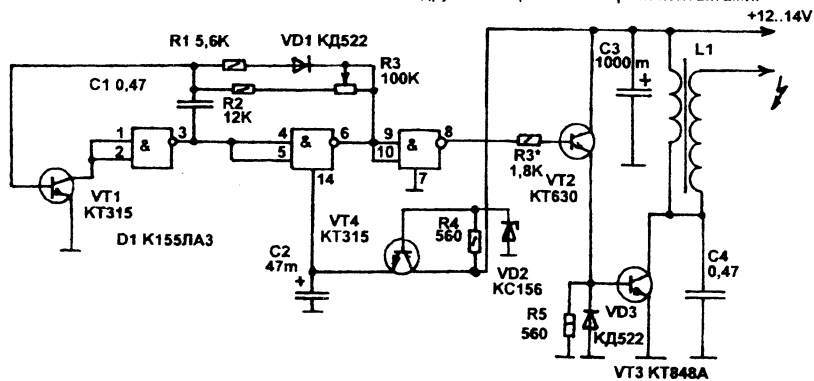 +12..14V
R1 5,6K
VD1 КД522
R3
100K
C3
1000 m
+
L1
C1 0,47
R2
12K
1
2
&
3
4
5
&
6
14
9
10
&
8
7
R3*
1,8K
VT2
КТ630
VT1
КТ315
D1 К155ЛА3
VT4
КТ315
R4
560
C2
47m
+
VD2
КС156
C4
0,47
R5
560
VD3
КД522
VT3 КТ848А